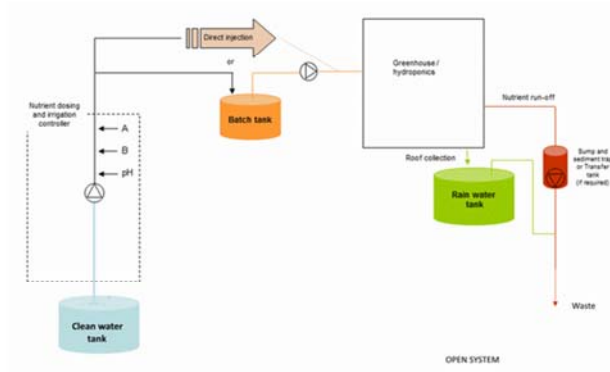 Direct injection
or
Greenhouse /
hydroponics
Nutrient dosing
and irrigation
controller
Batch tank
Nutrient run-off
A
B
pH
Roof collection
Sump and
sediment trap
or Transfer
tank
(if required)
Rain water
tank
Waste
Clean water
tank
OPEN SYSTEM